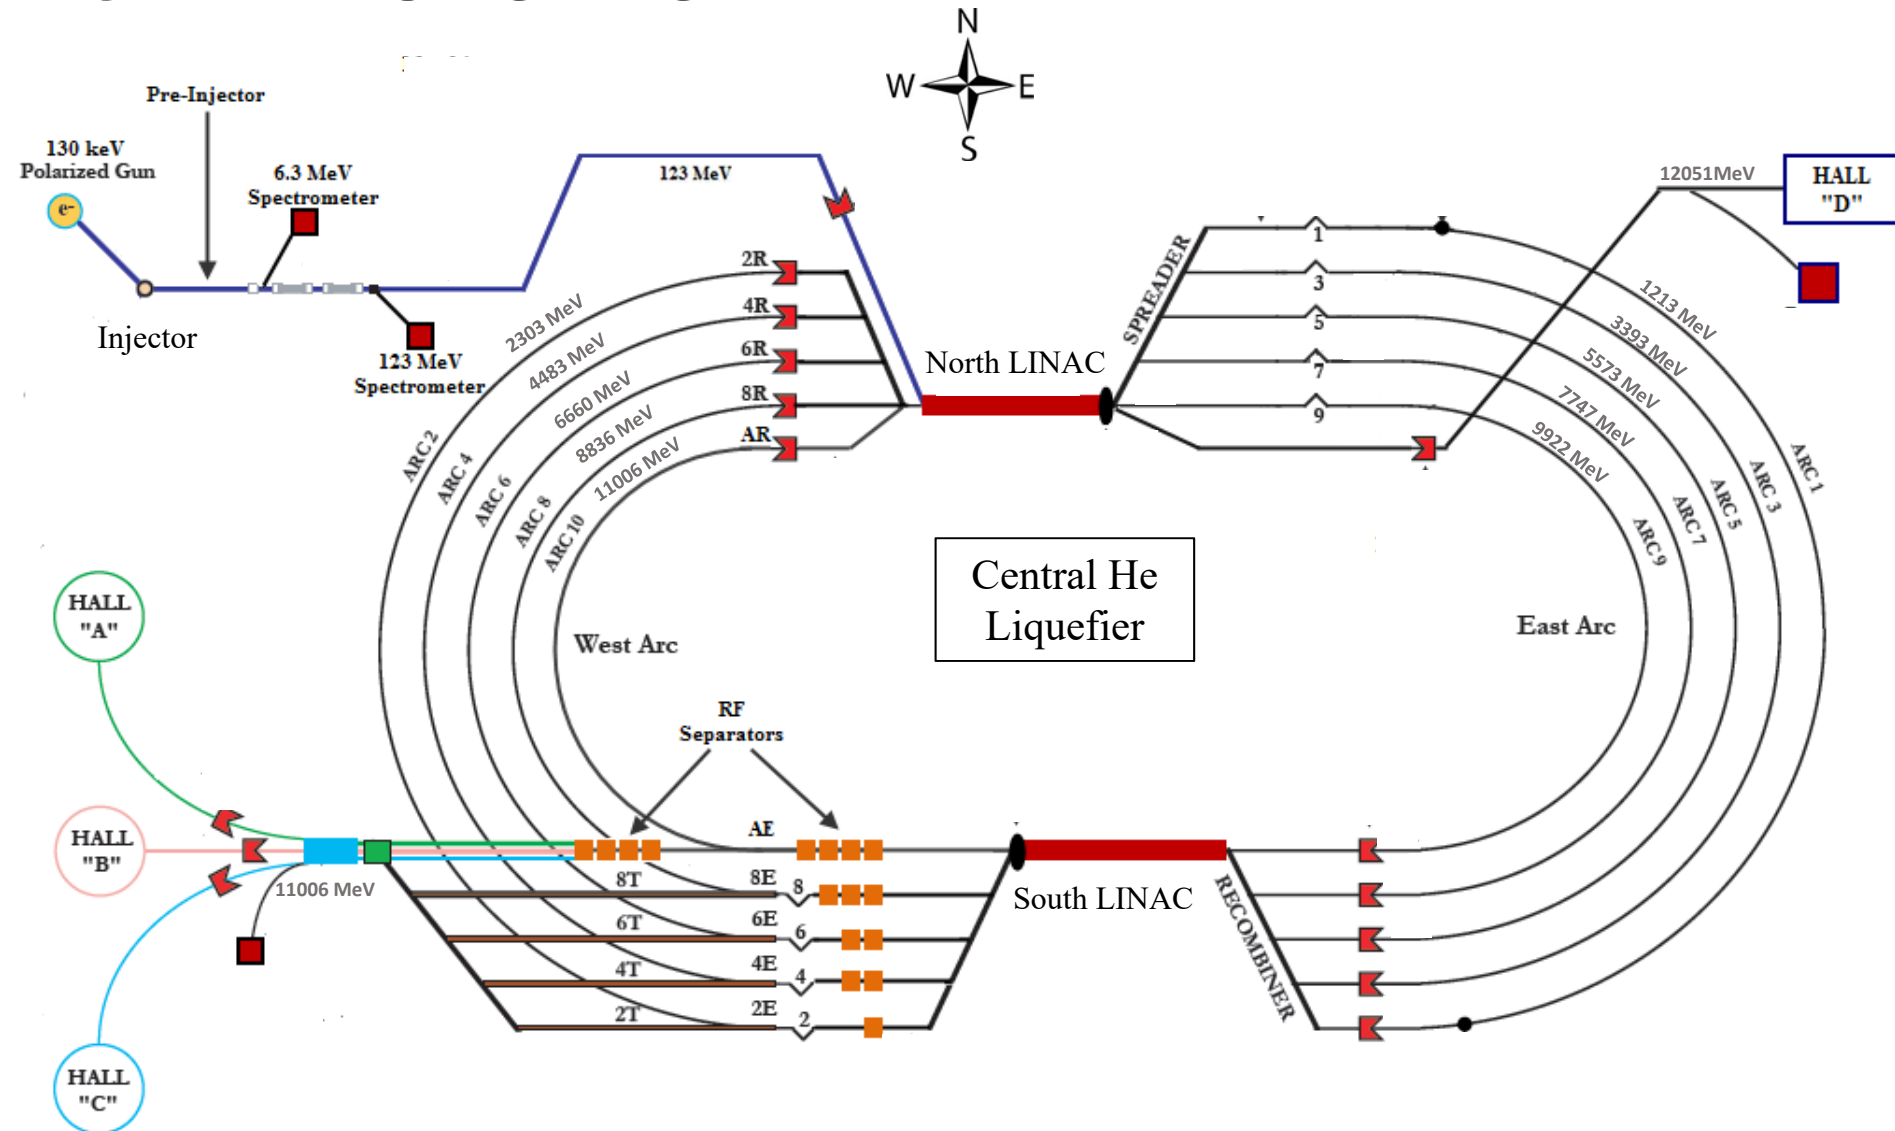 N
W
E
S
Pre-Injector
130 keV
Polarized Gun
e-
6.3 MeV
Spectrometer
123 MeV
12051MeV
HALL
"D"
Injector
123 MeV
Spectrometer
2R
4R
6R
8R
AR
2303 MeV
4483 MeV
6660 MeV
8836 MeV
11006 MeV
ARC 2
ARC 4
ARC 6
ARC 8
ARC 10
North LINAC
SPREADER
1
3
5
7
9
1213 MeV
3393 MeV
5573 MeV
7747 MeV
9922 MeV
ARC 1
ARC 3
ARC 5
ARC 7
ARC 9
Central He
Liquefier
West Arc
East Arc
HALL
"A"
HALL
"B"
HALL
"C"
RF
Separators
11006 MeV
AE
8T
8E
8
6T
6E
6
4T
4E
4
2T
2E
2
South LINAC
RECOMBINER